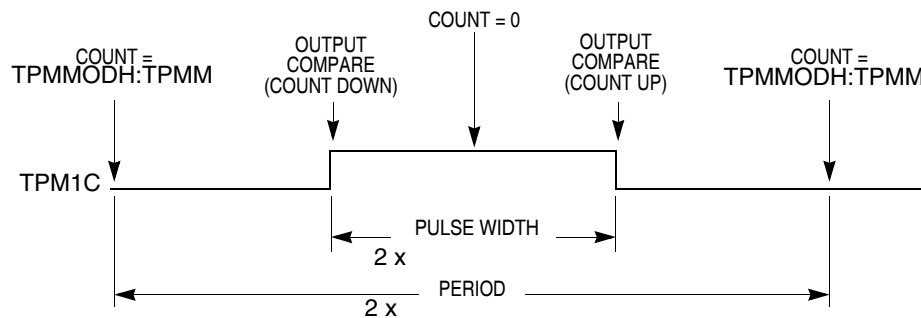 COUNT = 0
COUNT =
TPMMODH:TPMM
OUTPUT
COMPARE
(COUNT DOWN)
OUTPUT
COMPARE
(COUNT UP)
COUNT =
TPMMODH:TPMM
TPM1C
PULSE WIDTH
2 x
PERIOD
2 x